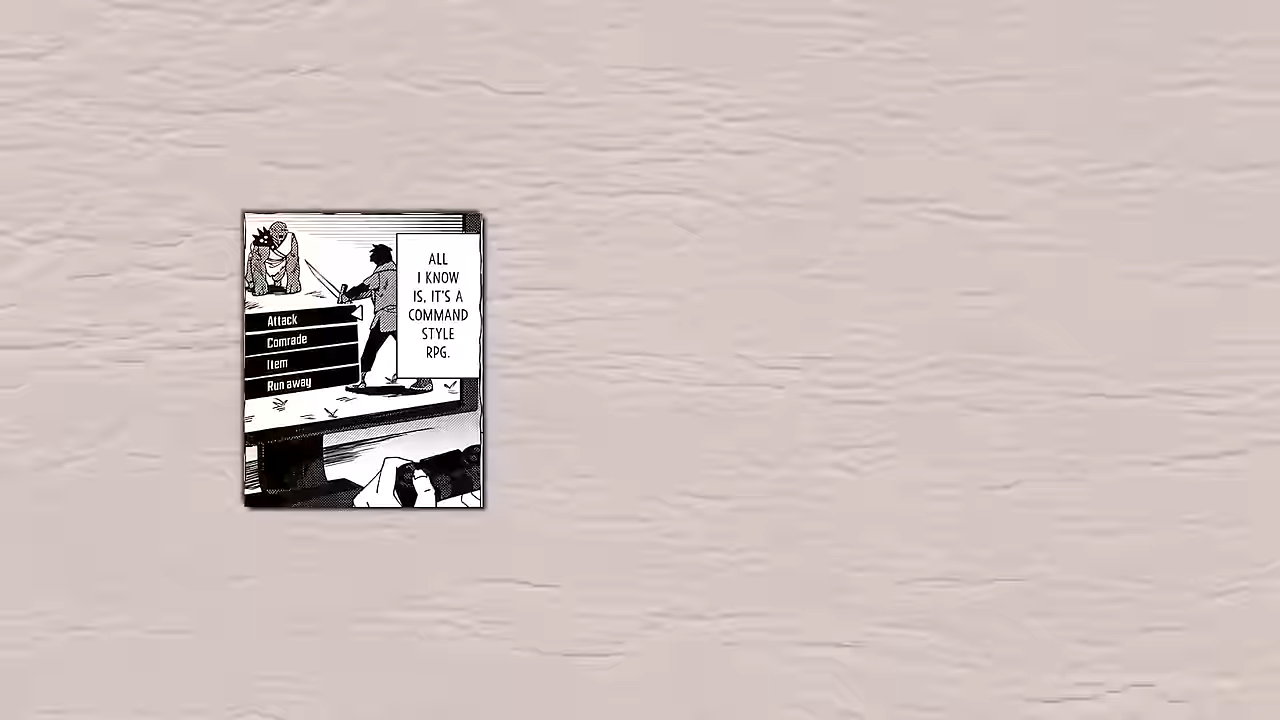 ALL
I KNOW
IS, IT'S A
COMMAND
STYLE
RPG.
Attack
Comrade
Item
Run away